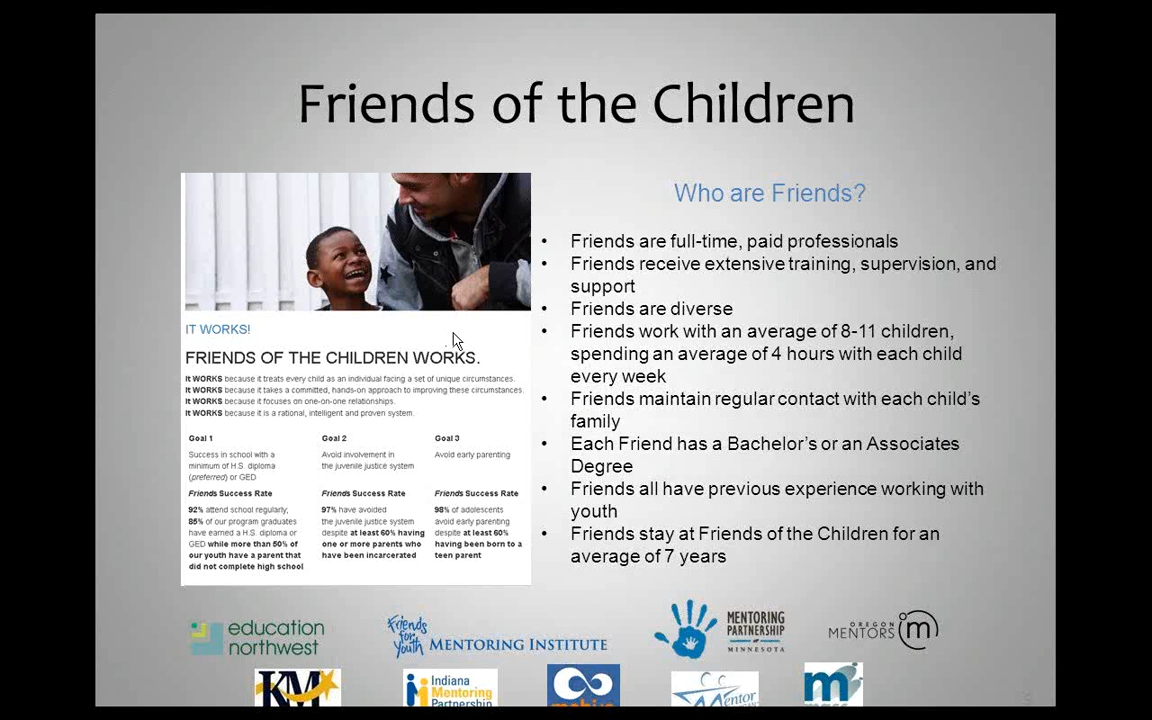 Friends of the Children
IT WORKS!
FRIENDS OF THE CHILDREN WORKS.
It WORKS because it treats every child as an individual facing a set of unique circumstances.
It WORKS because it takes a committed, hands-on approach to improving these circumstances.
It WORKS because it focuses on one-on-one relationships.
It WORKS because it is a rational, intelligent and proven system.
Goal 1
Success in school with a
minimum of H.S. diploma
(preferred) or GED
Friends Success Rate
92% attend school regularly;
85% of our program graduates
have earned a H.S. diploma or
GED while more than 50% of
our youth have a parent that
did not complete high school
Goal 2
Avoid involvement in
the juvenile justice system
Friends Success Rate
97% have avoided
the juvenile justice system
despite at least 60% having
one or more parents who
have been incarcerated
Goal 3
Avoid early parenting
Friends Success Rate
98% of adolescents
avoid early parenting
despite at least 60%
having been born to a
teen parent
Who are Friends?
• Friends are full-time, paid professionals
• Friends receive extensive training, supervision, and
support
• Friends are diverse
• Friends work with an average of 8-11 children,
spending an average of 4 hours with each child
every week
• Friends maintain regular contact with each child's
family
• Each Friend has a Bachelor's or an Associates
Degree
• Friends all have previous experience working with
youth
• Friends stay at Friends of the Children for an
average of 7 years
education
northwest
Friends
for
Youth
MENTORING INSTITUTE
MENTORING
PARTNERSHIP
of
MINNESOTA
OREGON
MENTORS
m
KM
Indiana
Mentoring
Partnership
Mentor
m